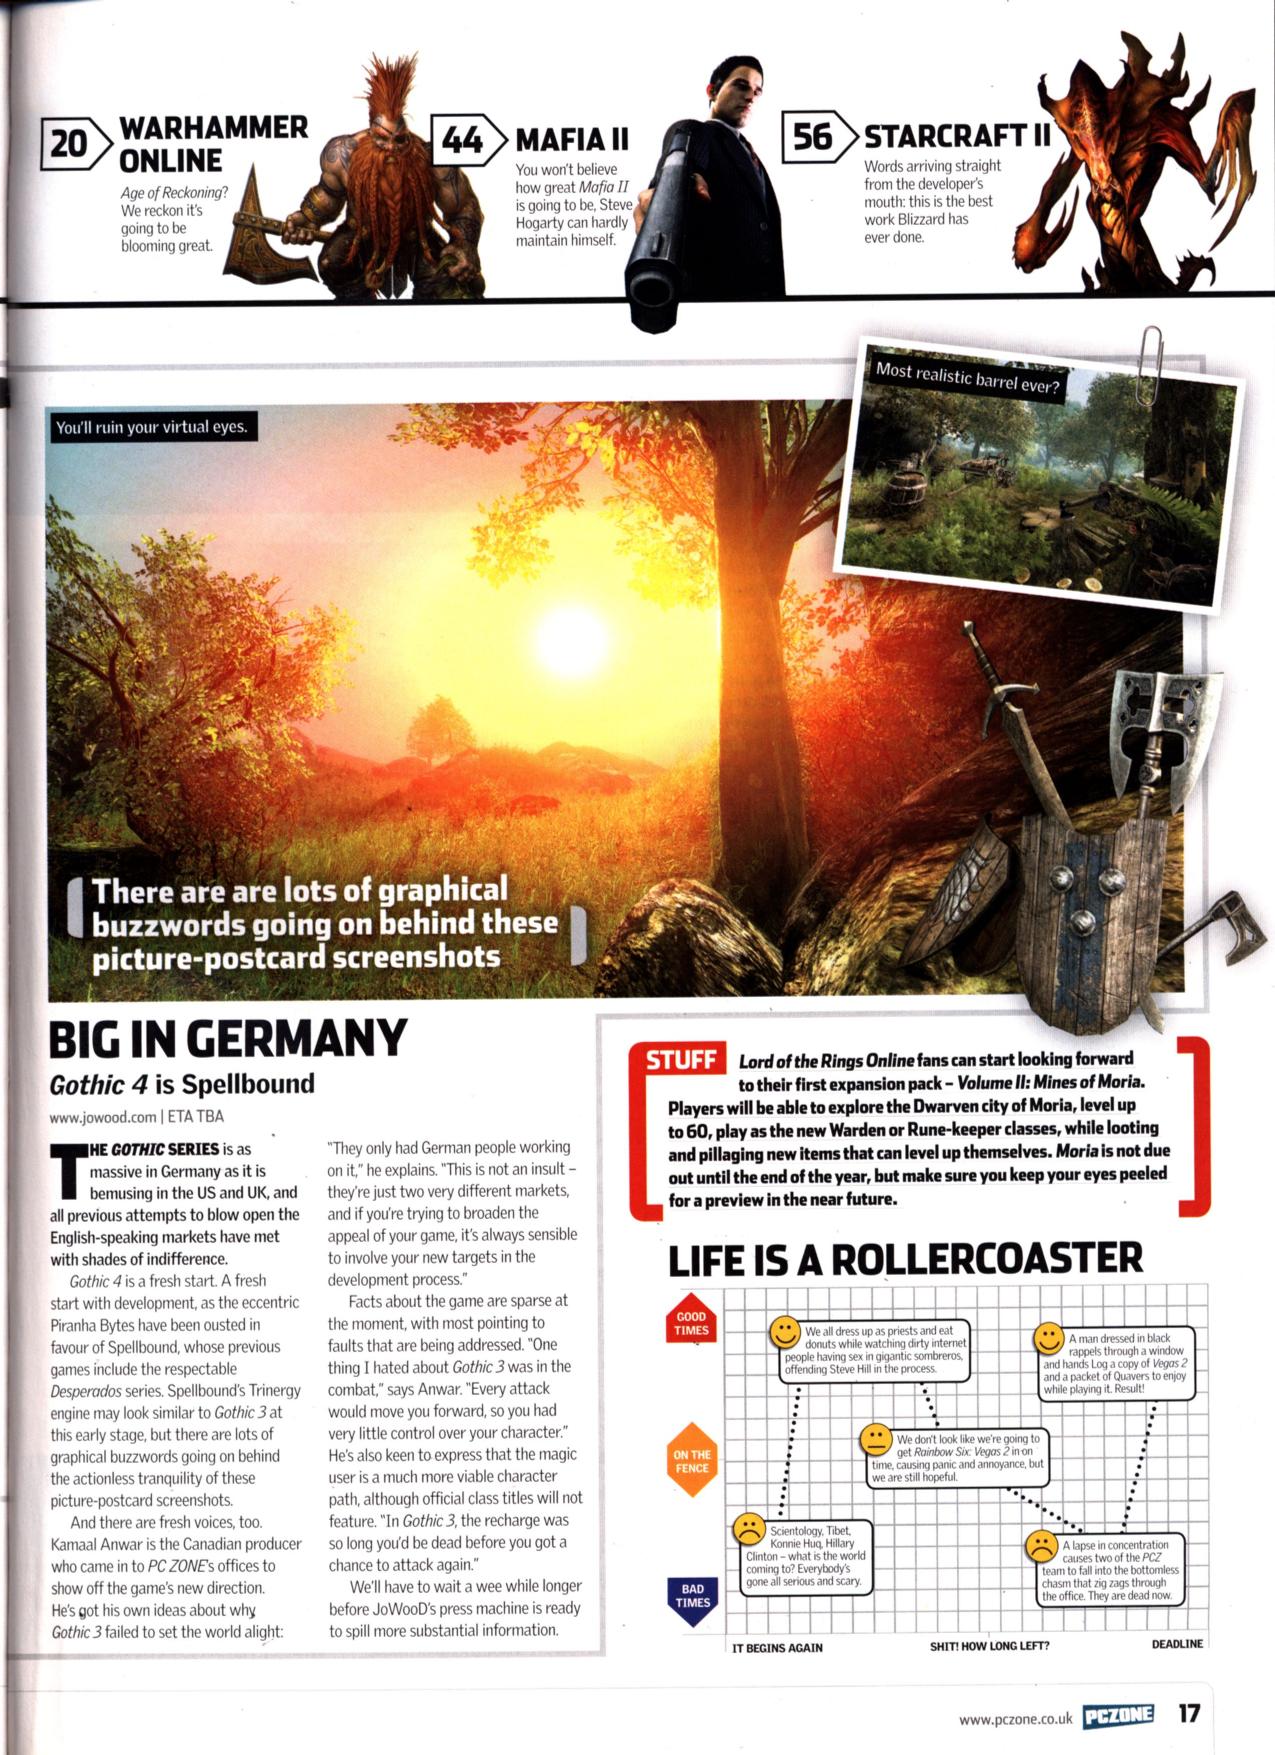 20
WARHAMMER
ONLINE
Age of Reckoning?
We reckon it's
going to be
blooming great.
44
MAFIA II
You won't believe
how great Mafia II
is going to be, Steve
Hogarty can hardly
maintain himself.
56
STARCRAFT II
Words arriving straight
from the developer's
mouth: this is the best
work Blizzard has
ever done.
You'll ruin your virtual eyes.
Most realistic barrel ever?
There are are lots of graphical
buzzwords going on behind these
picture-postcard screenshots
BIG IN GERMANY
Gothic 4 is Spellbound
www.jowood.com | ETA TBA
THE GOTHIC SERIES is as
massive in Germany as it is
bemusing in the US and UK, and
all previous attempts to blow open the
English-speaking markets have met
with shades of indifference.
Gothic 4 is a fresh start. A fresh
start with development, as the eccentric
Piranha Bytes have been ousted in
favour of Spellbound, whose previous
games include the respectable
Desperados series. Spellbound's Trinergy
engine may look similar to Gothic 3 at
this early stage, but there are lots of
graphical buzzwords going on behind
the actionless tranquility of these
picture-postcard screenshots.
And there are fresh voices, too.
Kamaal Anwar is the Canadian producer
who came in to PC ZONE's offices to
show off the game's new direction.
He's got his own ideas about why
Gothic 3 failed to set the world alight:
"They only had German people working
on it," he explains. "This is not an insult –
they're just two very different markets,
and if you're trying to broaden the
appeal of your game, it's always sensible
to involve your new targets in the
development process."
Facts about the game are sparse at
the moment, with most pointing to
faults that are being addressed. "One
thing I hated about Gothic 3 was in the
combat," says Anwar. "Every attack
would move you forward, so you had
very little control over your character."
He's also keen to express that the magic
user is a much more viable character
path, although official class titles will not
feature. "In Gothic 3, the recharge was
so long you'd be dead before you got a
chance to attack again."
We'll have to wait a wee while longer
before JoWooD's press machine is ready
to spill more substantial information.
STUFF Lord of the Rings Online fans can start looking forward
to their first expansion pack – Volume II: Mines of Moria.
Players will be able to explore the Dwarven city of Moria, level up
to 60, play as the new Warden or Rune-keeper classes, while looting
and pillaging new items that can level up themselves. Moria is not due
out until the end of the year, but make sure you keep your eyes peeled
for a preview in the near future.
LIFE IS A ROLLERCOASTER
GOOD
TIMES
We all dress up as priests and eat
donuts while watching dirty internet
people having sex in gigantic sombreros,
offending Steve Hill in the process.
A man dressed in black
rappels through a window
and hands Log a copy of Vegas 2
and a packet of Quavers to enjoy
while playing it. Result!
ON THE
FENCE
We don't look like we're going to
get Rainbow Six: Vegas 2 in on
time, causing panic and annoyance, but
we are still hopeful.
Scientology, Tibet,
Konnie Huq, Hillary
Clinton – what is the world
coming to? Everybody's
gone all serious and scary.
A lapse in concentration
causes two of the PCZ
team to fall into the bottomless
chasm that zig zags through
the office. They are dead now.
BAD
TIMES
IT BEGINS AGAIN
SHIT! HOW LONG LEFT?
DEADLINE
www.pczone.co.uk PCZONE 17